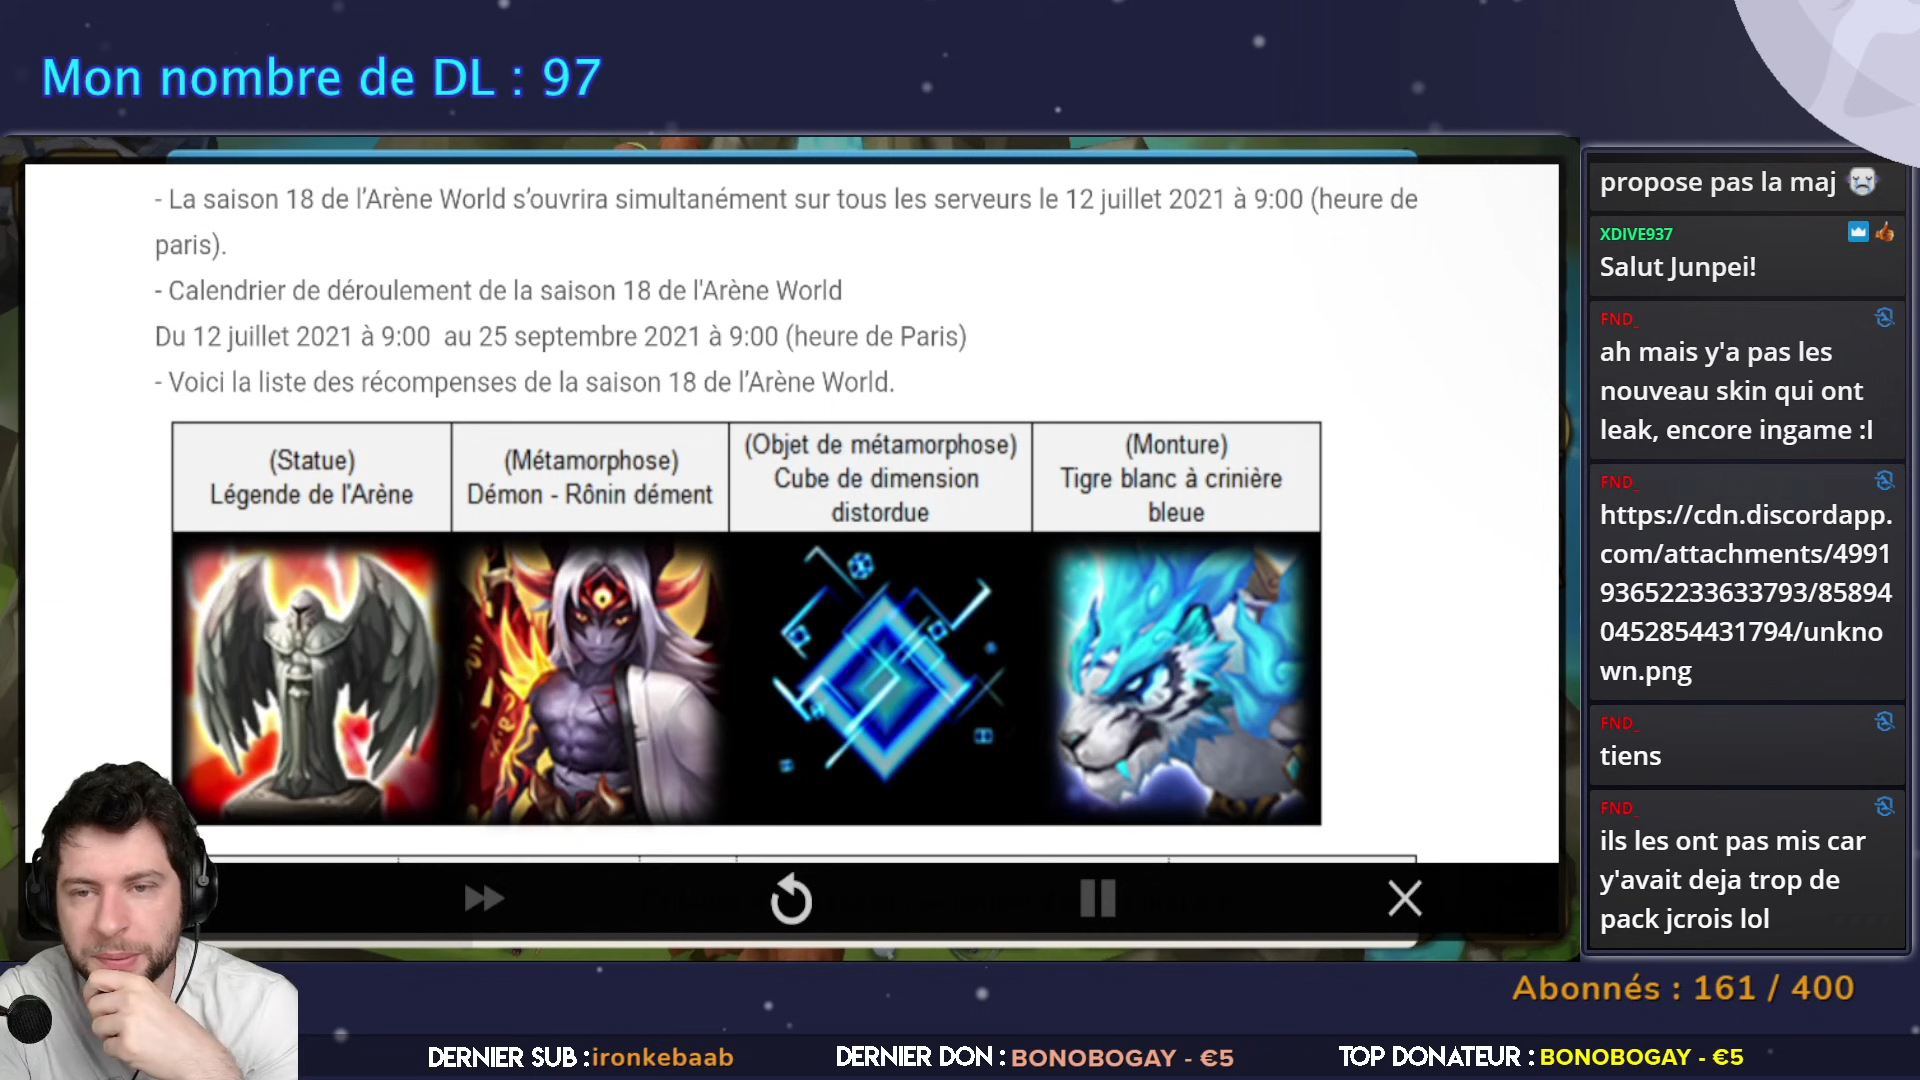 Mon nombre de DL : 97
- La saison 18 de l’Arène World s’ouvrira simultanément sur tous les serveurs le 12 juillet 2021 à 9:00 (heure de
paris).
- Calendrier de déroulement de la saison 18 de l'Arène World
Du 12 juillet 2021 à 9:00  au 25 septembre 2021 à 9:00 (heure de Paris)
- Voici la liste des récompenses de la saison 18 de l’Arène World.
(Statue)
Légende de l'Arène
(Métamorphose)
Démon - Rônin dément
(Objet de métamorphose)
Cube de dimension
distordue
(Monture)
Tigre blanc à crinière
bleue
propose pas la maj
XDIVE937
Salut Junpei!
FND_
ah mais y'a pas les
nouveau skin qui ont
leak, encore ingame :l
FND_
https://cdn.discordapp.
com/attachments/4991
93652233633793/85894
0452854431794/unkno
wn.png
FND_
tiens
FND_
ils les ont pas mis car
y'avait deja trop de
pack jcrois lol
Abonnés : 161 / 400
DERNIER SUB : ironkebaab
DERNIER DON : BONOBOGAY - €5
TOP DONATEUR : BONOBOGAY - €5